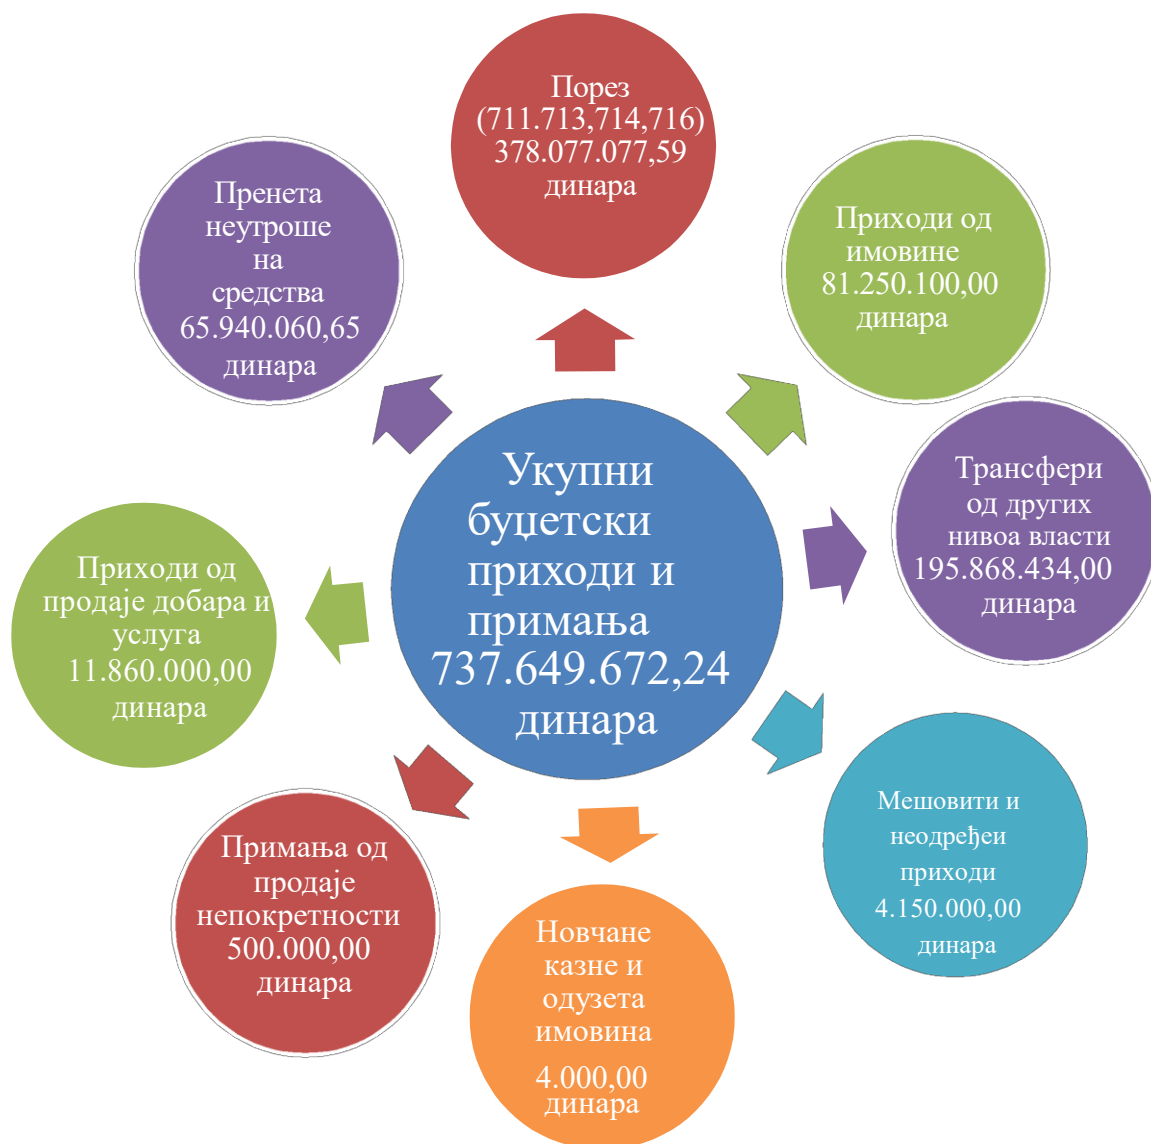 Порез
(711.713,714,716)
378.077.077,59
динара
Приходи од
имовине
81.250.100,00
динара
Трансфери
од других
нивоа власти
195.868.434,00
динара
Мешовити и
неодређеи
приходи
4.150.000,00
динара
Новчане
казне и
одузета
имовина
4.000,00
динара
Примања од
продаје
непокретности
500.000,00
динара
Приходи од
продаје добара и
услуга
11.860.000,00
динара
Пренета
неутроше
на
средства
65.940.060,65
динара
Укупни
буџетски
приходи и
примања
737.649.672,24
динара